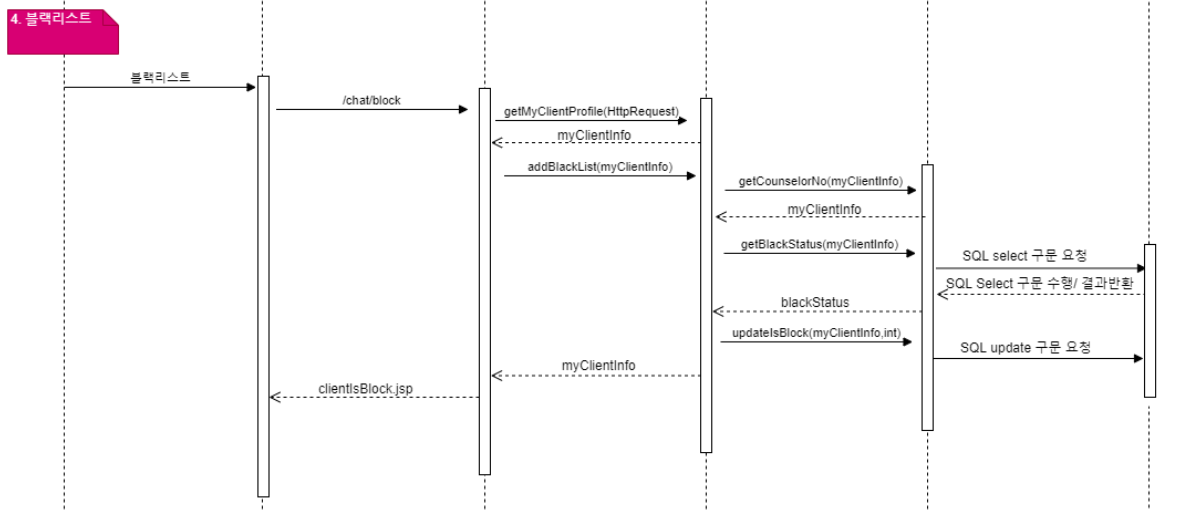 4. 블랙리스트
블랙리스트
/chat/block
getMyClientProfile(HttpRequest)
myClientInfo
addBlackList(myClientInfo)
getCounselorNo(myClientInfo)
myClientInfo
getBlackStatus(myClientInfo)
SQL select 구문 요청
SQL Select 구문 수행/ 결과반환
blackStatus
updateIsBlock(myClientInfo,int)
SQL update 구문 요청
myClientInfo
clientIsBlock.jsp